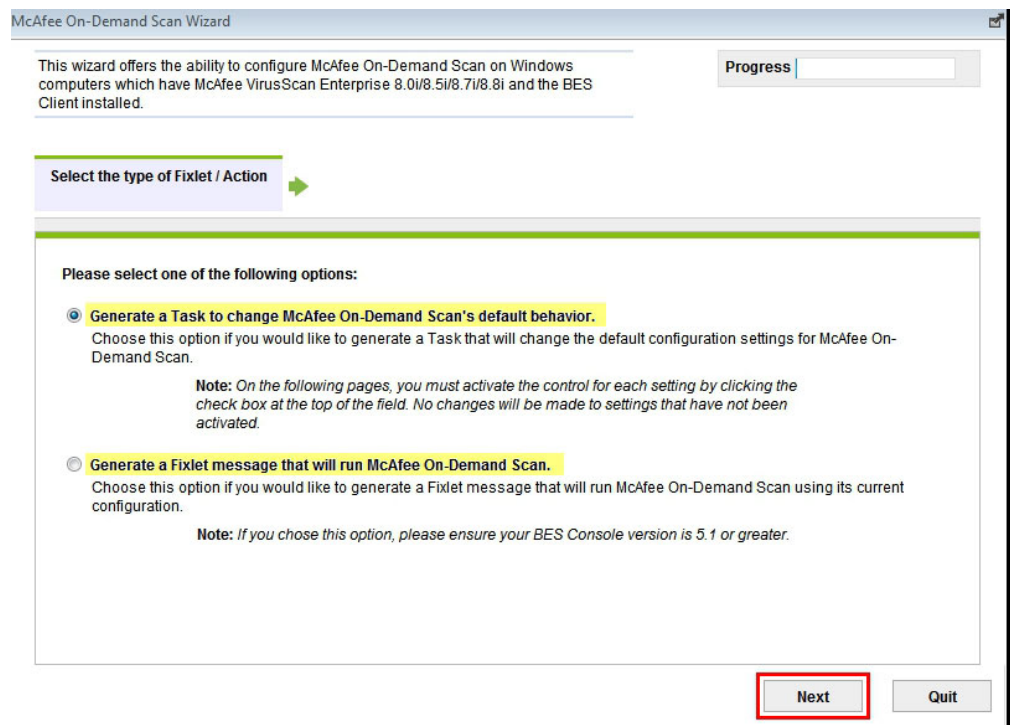 McAfee On-Demand Scan Wizard
This wizard offers the ability to configure McAfee On-Demand Scan on Windows
computers which have McAfee VirusScan Enterprise 8.0i/8.5i/8.7i/8.8i and the BES
Client installed.
Progress
Select the type of Fixlet / Action
Please select one of the following options:
Generate a Task to change McAfee On-Demand Scan's default behavior.
Choose this option if you would like to generate a Task that will change the default configuration settings for McAfee On-
Demand Scan.
Note: On the following pages, you must activate the control for each setting by clicking the
check box at the top of the field. No changes will be made to settings that have not been
activated.
Generate a Fixlet message that will run McAfee On-Demand Scan.
Choose this option if you would like to generate a Fixlet message that will run McAfee On-Demand Scan using its current
configuration.
Note: If you chose this option, please ensure your BES Console version is 5.1 or greater.
Next
Quit